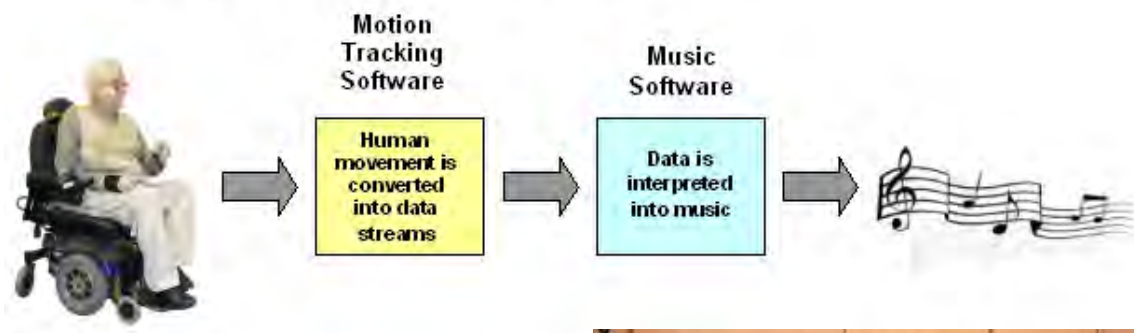 Motion
Tracking
Software
Human
movement is
converted
into data
streams
Music
Software
Data is
interpreted
into music